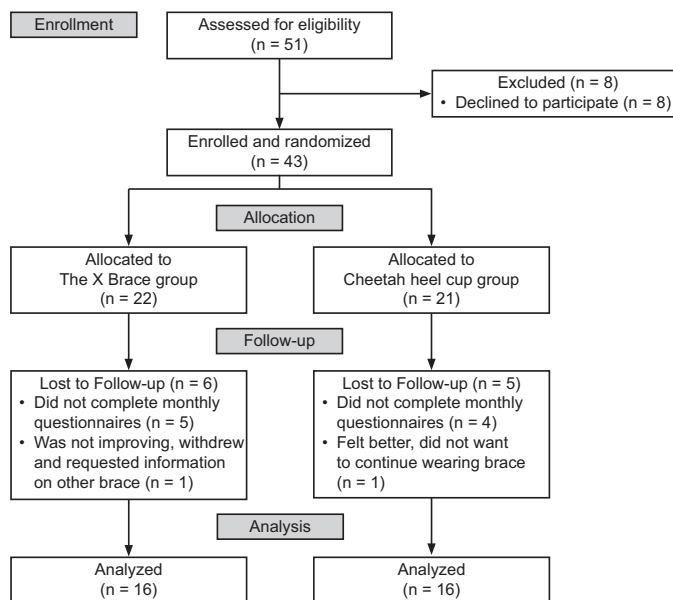 Enrollment
Assessed for eligibility
(n = 51)
Excluded (n = 8)
• Declined to participate (n = 8)
Enrolled and randomized
(n = 43)
Allocation
Allocated to
The X Brace group
(n = 22)
Allocated to
Cheetah heel cup group
(n = 21)
Follow-up
Lost to Follow-up (n = 6)
• Did not complete monthly
questionnaires (n = 5)
• Was not improving, withdrew
and requested information
on other brace (n = 1)
Lost to Follow-up (n = 5)
• Did not complete monthly
questionnaires (n = 4)
• Felt better, did not want
to continue wearing brace
(n = 1)
Analysis
Analyzed
(n = 16)
Analyzed
(n = 16)